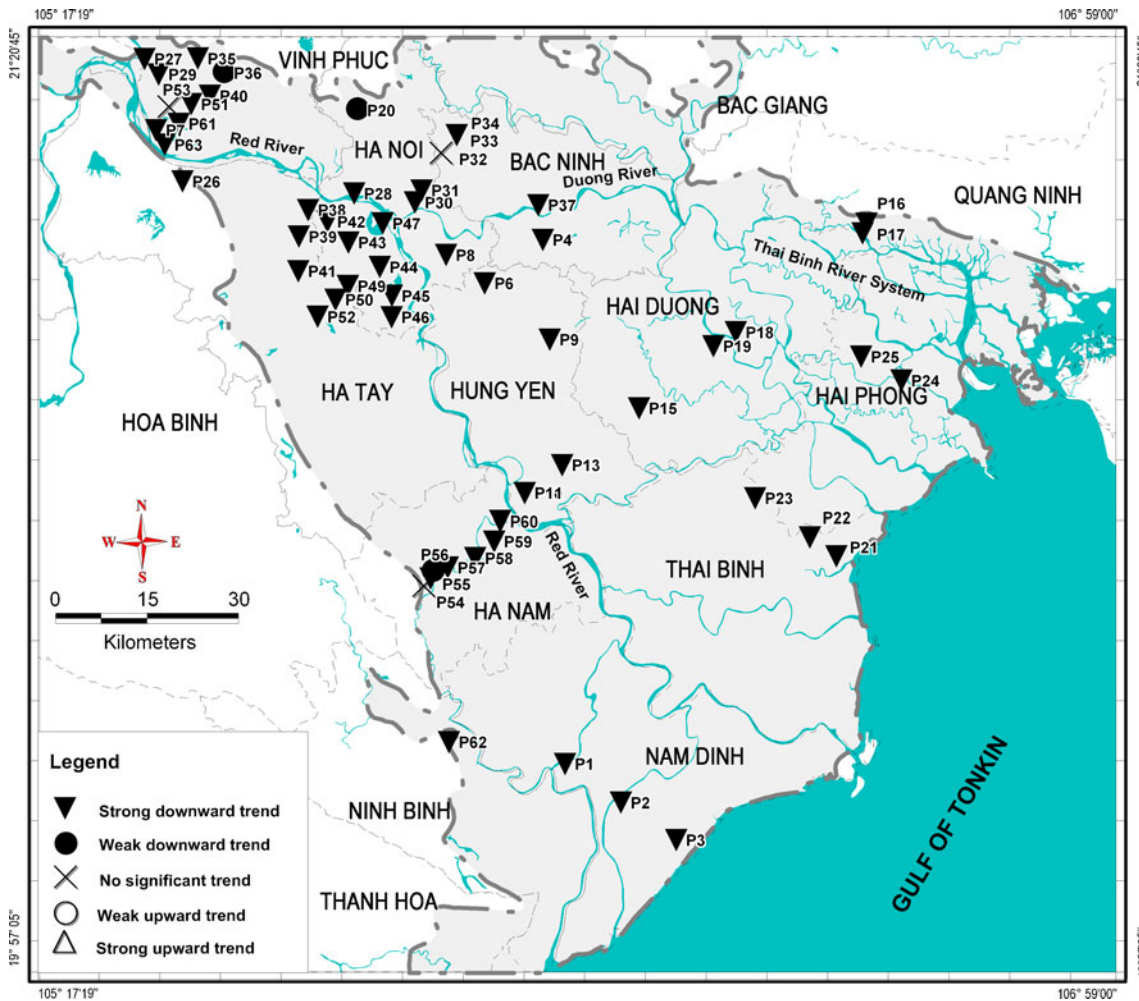 105° 17'19"
106° 59'00"
21° 20'45"
P27
P35
VINH PHUC
P29
P36
P53
P40
P51
P20
BAC GIANG
P61
P7
P34
P33
P63
Red River
HA NOI
P32
BAC NINH
P26
Duong River
P31
P28
P30
P37
QUANG NINH
P38
P42
P47
P16
P17
P39
P43
P4
P8
Thai Binh River System
P41
P44
P6
P49
P50
P45
HAI DUONG
P52
P46
P18
P9
P19
P25
HA TAY
HUNG YEN
P24
HAI PHONG
P15
HOA BINH
P13
P11
P23
N
P60
P22
W E
P59
S
P56
P58
P21
P57
Red River
P55
THAI BINH
0 15 30
P54
HA NAM
Kilometers
P62
P1
NAM DINH
Legend
P2
NINH BINH
Strong downward trend
P3
Weak downward trend
GULF OF TONKIN
No significant trend
THANH HOA
Weak upward trend
Strong upward trend
19° 57'05"
105° 17'19"
106° 59'00"